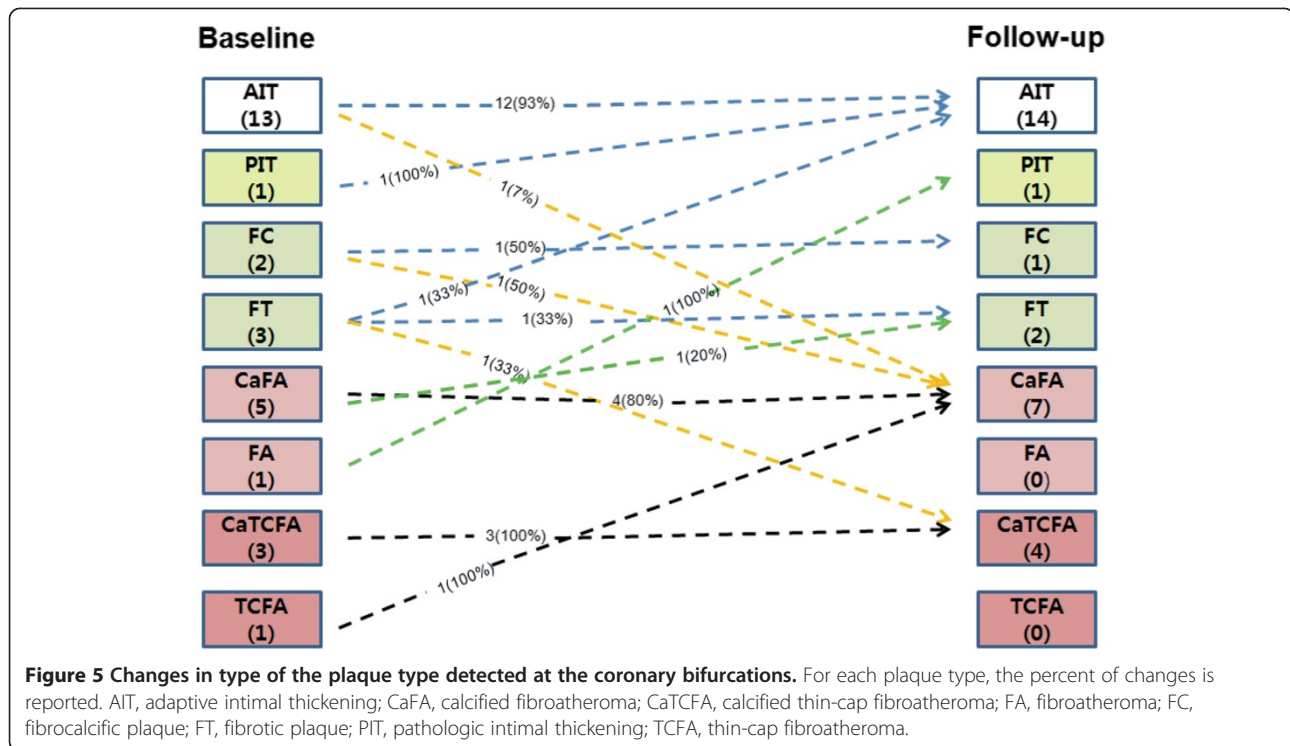 Baseline
Follow-up
AIT
(13)
12(93%)
AIT
(14)
PIT
(1)
1(100%)
1(7%)
PIT
(1)
FC
(2)
1(50%)
FC
(1)
1(50%)
1(33%)
1(100%)
FT
(3)
1(33%)
FT
(2)
1(33%)
1(20%)
CaFA
(5)
4(80%)
CaFA
(7)
FA
(1)
FA
(0)
CaTCFA
(3)
3(100%)
CaTCFA
(4)
1(100%)
TCFA
(1)
TCFA
(0)
Figure 5 Changes in type of the plaque type detected at the coronary bifurcations. For each plaque type, the percent of changes is
reported. AIT, adaptive intimal thickening; CaFA, calcified fibroatheroma; CaTCFA, calcified thin-cap fibroatheroma; FA, fibroatheroma; FC,
fibrocalcific plaque; FT, fibrotic plaque; PIT, pathologic intimal thickening; TCFA, thin-cap fibroatheroma.